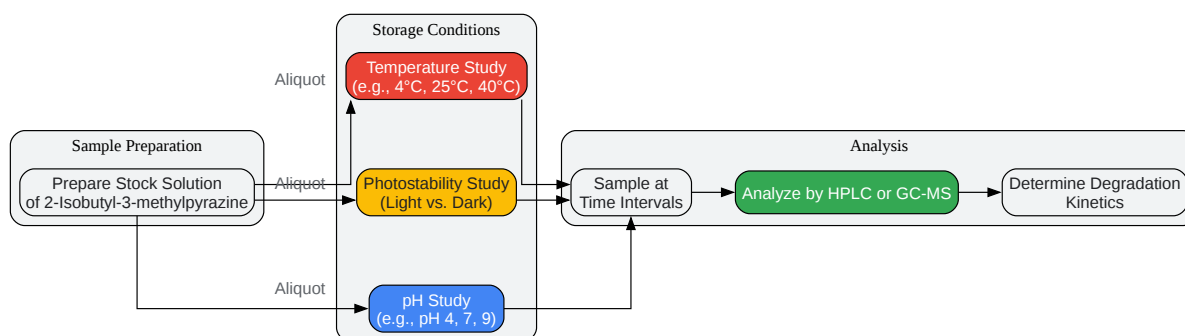 Storage Conditions
Aliquot
Temperature Study
(e.g., 4°C, 25°C, 40°C)
Sample Preparation
Analysis
Prepare Stock Solution
of 2-Isobutyl-3-methylpyrazine
Aliquot
Photostability Study
(Light vs. Dark)
Sample at
Time Intervals
Analyze by HPLC or GC-MS
Determine Degradation
Kinetics
Aliquot
pH Study
(e.g., pH 4, 7, 9)